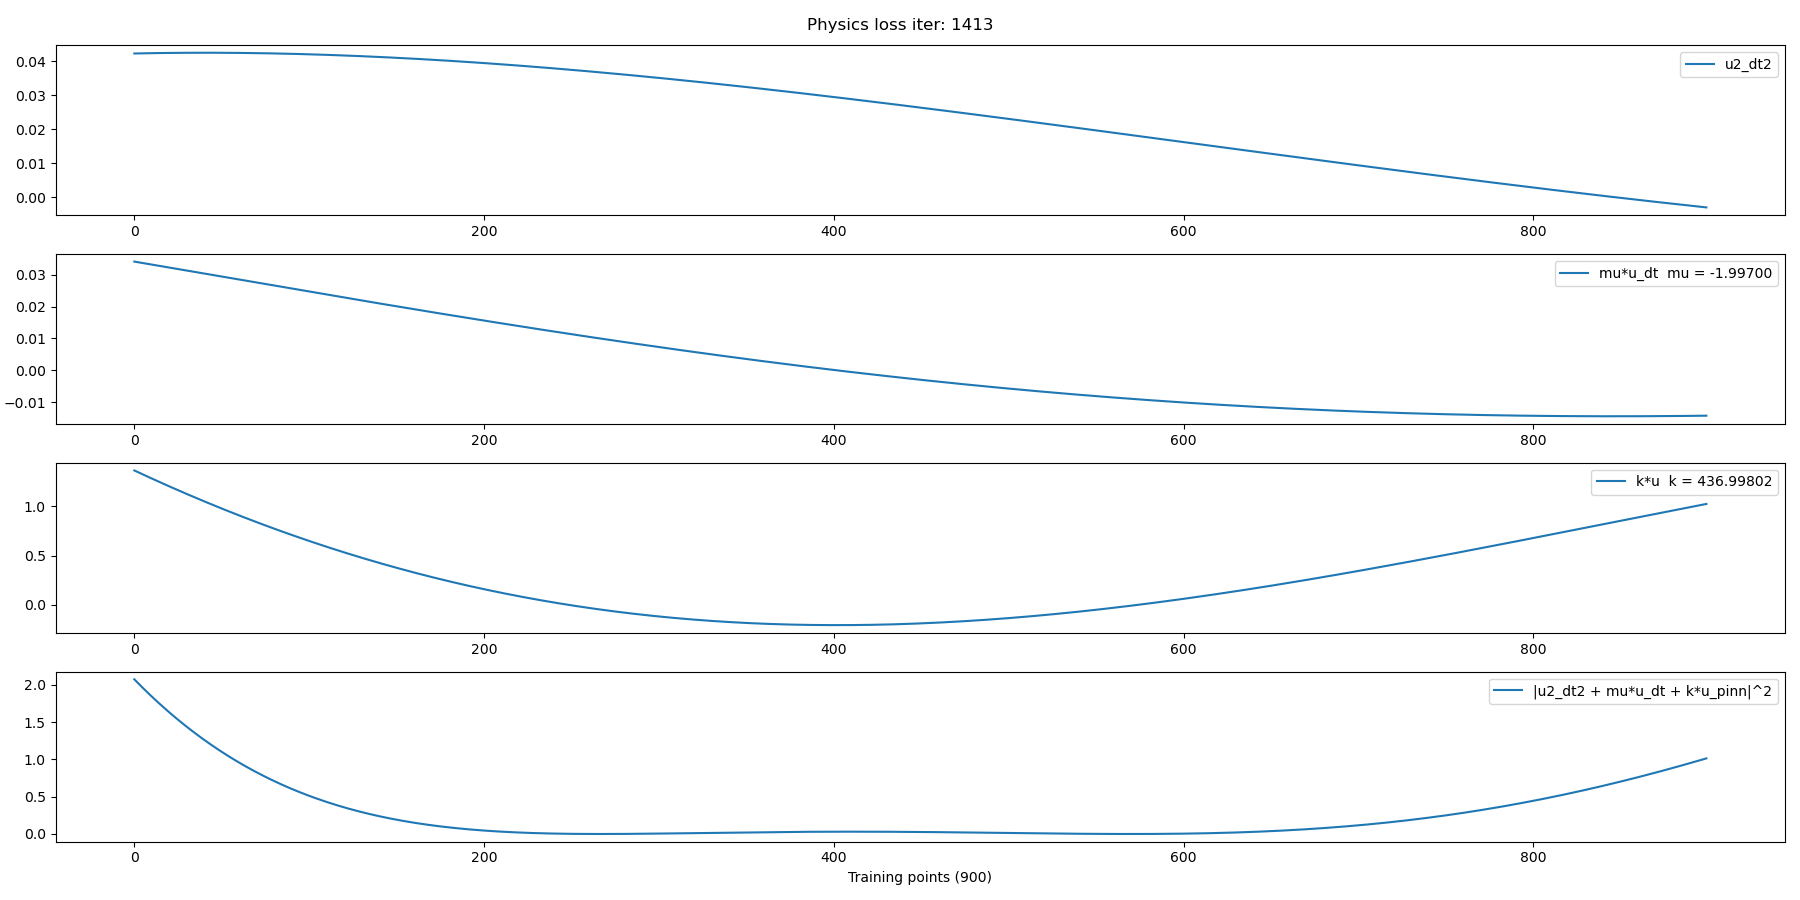 Physics loss iter: 1413
0.04
0.03
0.02
0.01
0.00
u2_dt2
0 200 400 600 800
0.03
0.02
0.01
0.00
−0.01
mu*u_dt  mu = -1.99700
0 200 400 600 800
1.0
0.5
0.0
k*u  k = 436.99802
0 200 400 600 800
2.0
1.5
1.0
0.5
0.0
|u2_dt2 + mu*u_dt + k*u_pinn|^2
0 200 400 600 800
Training points (900)